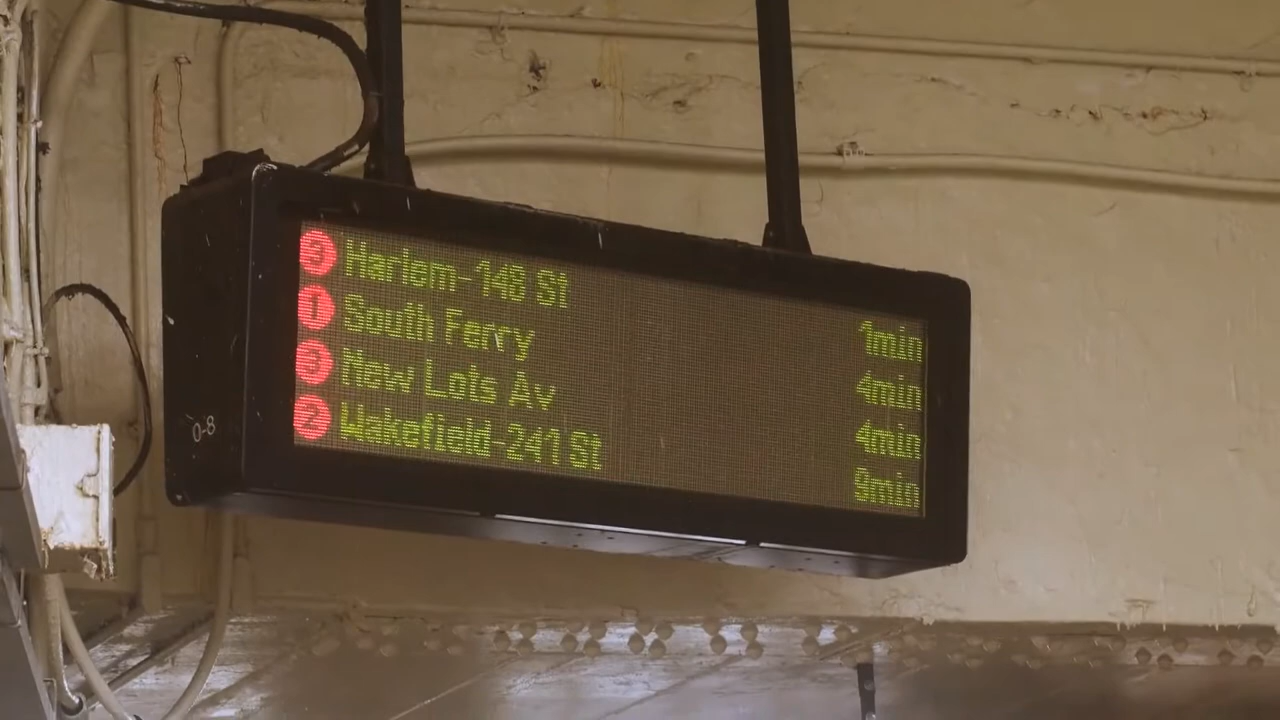 3 Harlem-148 St 1min
1 South Ferry 4min
3 New Lots Av 4min
2 Wakefield-241 St 9min
0-8